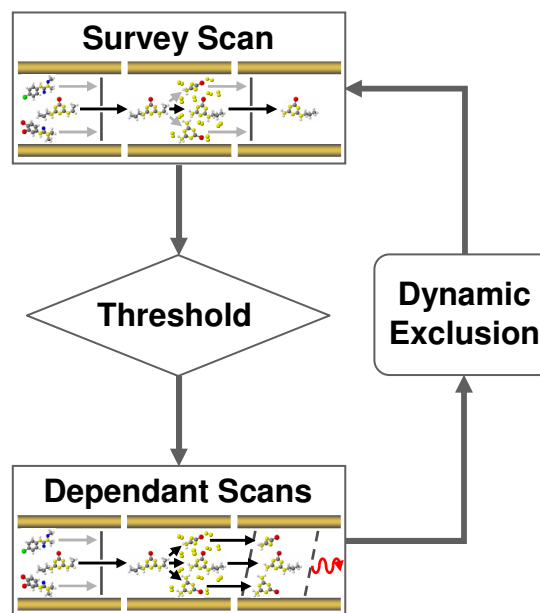 Survey Scan
Threshold
Dynamic
Exclusion
Dependant Scans